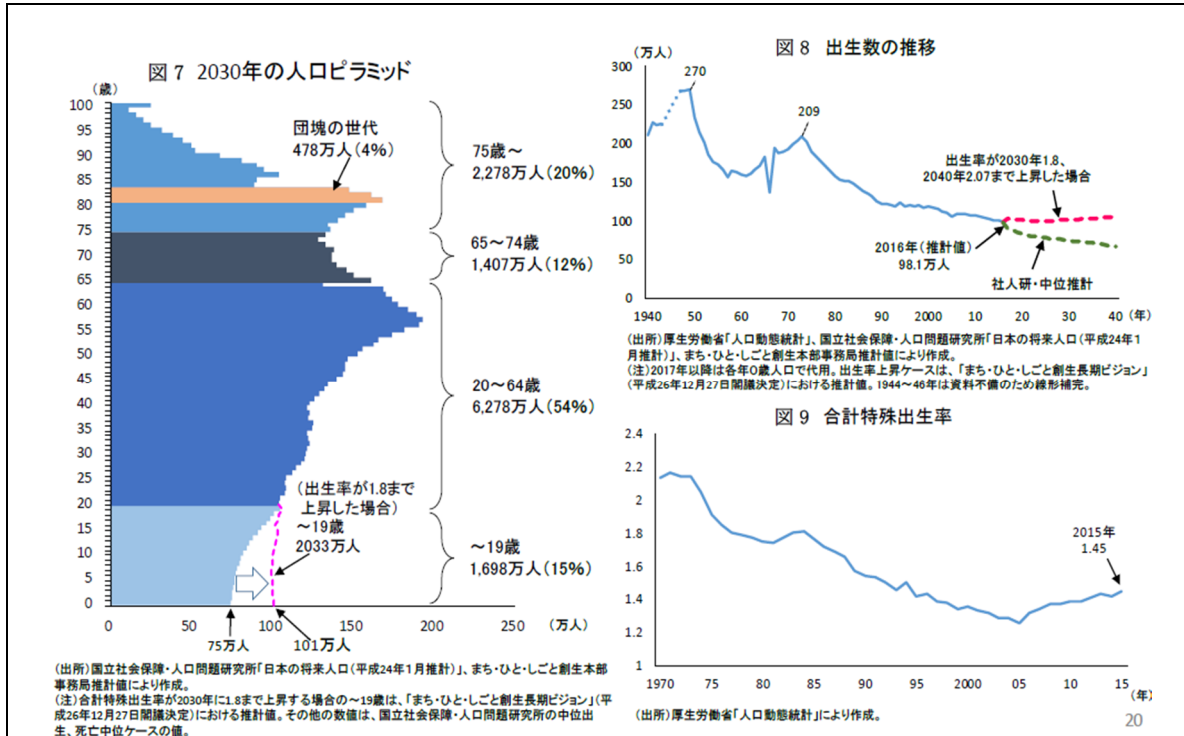 図7 2030年の人口ピラミッド
(歳)
100
95
90
85
80
75
70
65
60
55
50
45
40
35
30
25
20
15
10
5
0
団塊の世代
478万人(4%)
75歳～
2,278万人(20%)
65～74歳
1,407万人(12%)
20～64歳
6,278万人(54%)
(出生率が1.8まで
上昇した場合)
～19歳
2033万人
～19歳
1,698万人(15%)
0 50 100 150 200 250 (万人)
75万人 101万人
(出所)国立社会保障・人口問題研究所「日本の将来人口(平成24年1月推計)」、まち・ひと・しごと創生本部
事務局推計値により作成。
(注)合計特殊出生率が2030年に1.8まで上昇する場合の～19歳は、「まち・ひと・しごと創生長期ビジョン」(平
成26年12月27日閣議決定)における推計値。その他の数値は、国立社会保障・人口問題研究所の中位出
生、死亡中位ケースの値。
図8 出生数の推移
(万人)
300
250
200
150
100
50
0
270
209
出生率が2030年1.8、
2040年2.07まで上昇した場合
2016年(推計値)
98.1万人
社人研・中位推計
1940 50 60 70 80 90 2000 10 20 30 40 (年)
(出所)厚生労働省「人口動態統計」、国立社会保障・人口問題研究所「日本の将来人口(平成24年1
月推計)」、まち・ひと・しごと創生本部事務局推計値により作成。
(注)2017年以降は各年0歳人口で代用。出生率上昇ケースは、「まち・ひと・しごと創生長期ビジョン」
(平成26年12月27日閣議決定)における推計値。1944～46年は資料不備のため線形補完。
図9 合計特殊出生率
2.4
2.2
2
1.8
1.6
1.4
1.2
1
2015年
1.45
1970 75 80 85 90 95 2000 05 10 15
(年)
(出所)厚生労働省「人口動態統計」により作成。
20